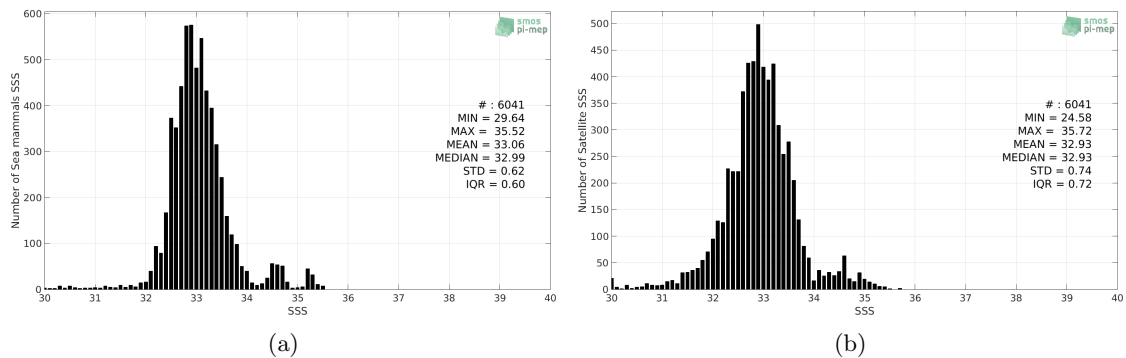 600
500
400
300
200
100
0
Number of Sea mammals SSS
smos
pi-mep
# : 6041
MIN = 29.64
MAX = 35.52
MEAN = 33.06
MEDIAN = 32.99
STD = 0.62
IQR = 0.60
30 31 32 33 34 35 36 37 38 39 40
SSS
(a)
500
450
400
350
300
250
200
150
100
50
0
Number of Satellite SSS
smos
pi-mep
# : 6041
MIN = 24.58
MAX = 35.72
MEAN = 32.93
MEDIAN = 32.93
STD = 0.74
IQR = 0.72
30 31 32 33 34 35 36 37 38 39 40
SSS
(b)